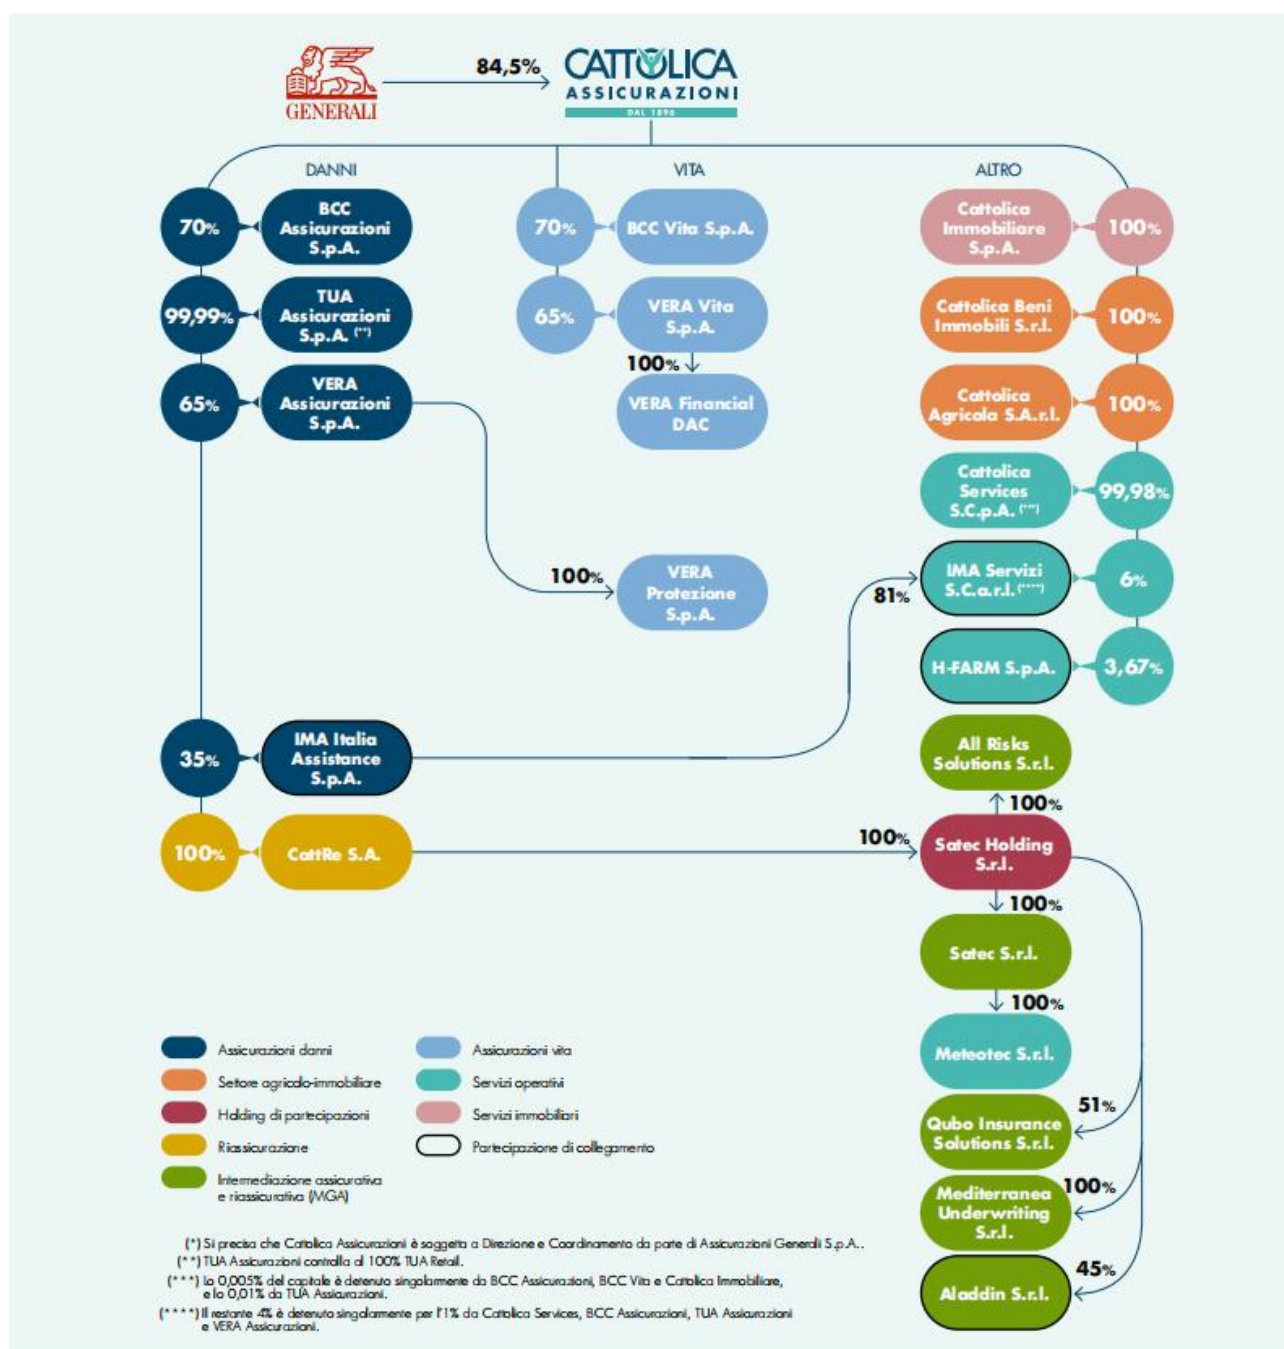 GENERALI
84,5%
CATTOLICA
ASSICURAZIONI
DAL 1896
DANNI
VITA
ALTRO
70%
BCC
Assicurazioni
S.p.A.
99,99%
TUA
Assicurazioni
S.p.A. (**)
65%
VERA
Assicurazioni
S.p.A.
35%
IMA Italia
Assistance
S.p.A.
100%
CattRe S.A.
70%
BCC Vita S.p.A.
65%
VERA Vita
S.p.A.
100%
VERA Financial
DAC
100%
VERA
Protezione
S.p.A.
Cattolica
Immobiliare
S.p.A.
100%
Cattolica Beni
Immobili S.r.l.
100%
Cattolica
Agricola S.A.r.l.
100%
Cattolica
Services
S.C.p.A. (***)
99,98%
81%
IMA Servizi
S.C.a.r.l. (****)
6%
H-FARM S.p.A.
3,67%
All Risks
Solutions S.r.l.
100%
100%
Satec Holding
S.r.l.
100%
Satec S.r.l.
100%
Meteotec S.r.l.
51%
Qubo Insurance
Solutions S.r.l.
100%
Mediterranea
Underwriting
S.r.l.
45%
Aladdin S.r.l.
Assicurazioni danni
Settore agricolo-immobiliare
Holding di partecipazioni
Riassicurazione
Intermediazione assicurativa
e riassicurativa (MGA)
Assicurazioni vita
Servizi operativi
Servizi immobiliari
Partecipazione di collegamento
(*) Si precisa che Cattolica Assicurazioni è soggetta a Direzione e Coordinamento da parte di Assicurazioni Generali S.p.A..
(**) TUA Assicurazioni controlla al 100% TUA Retail.
(***) Lo 0,005% del capitale è detenuto singolarmente da BCC Assicurazioni, BCC Vita e Cattolica Immobiliare,
e lo 0,01% da TUA Assicurazioni.
(****) Il restante 4% è detenuto singolarmente per l'1% da Cattolica Services, BCC Assicurazioni, TUA Assicurazioni
e VERA Assicurazioni.